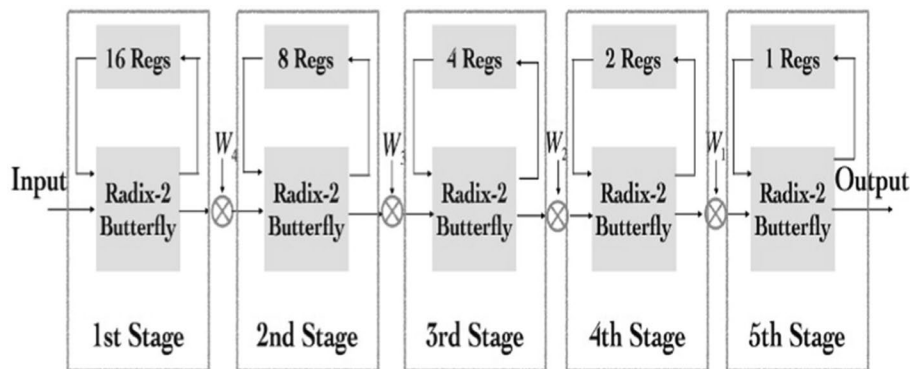 16 Regs
8 Regs
4 Regs
2 Regs
1 Regs
W4
W3
W2
W1
Input
Radix-2
Butterfly
Radix-2
Butterfly
Radix-2
Butterfly
Radix-2
Butterfly
Radix-2
Butterfly
Output
1st Stage
2nd Stage
3rd Stage
4th Stage
5th Stage